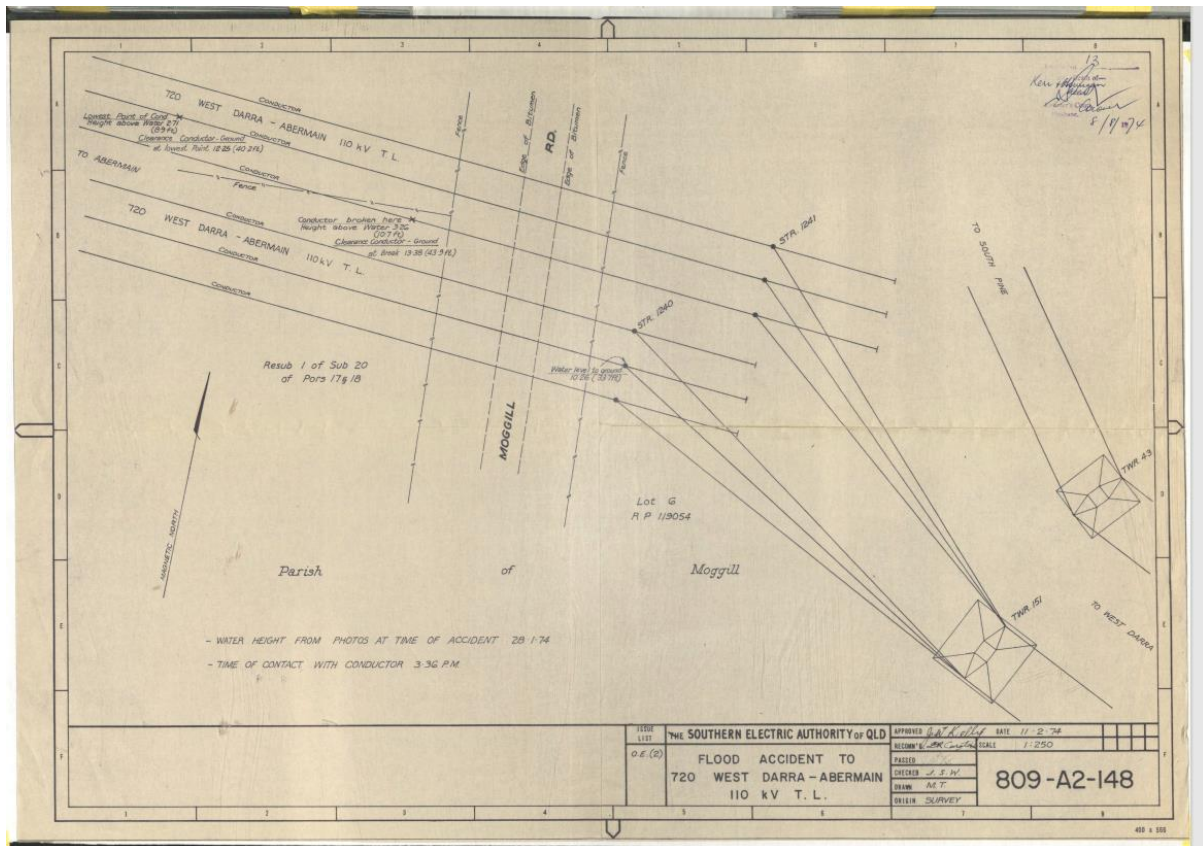 720 WEST DARRA - ABERMAIN 110 kV T. L.
CONDUCTOR
Lowest Point of Cond
Height above Water 2.71
(8.9 ft)
Clearance Conductor-Ground
at lowest Point 12.25 (40.2 ft)
CONDUCTOR
TO ABERMAIN
CONDUCTOR
Fence
Conductor broken here
Height above Water 3.26
(10.7 ft)
Clearance Conductor - Ground
at Break 13.38 (43.9 ft)
720 WEST DARRA - ABERMAIN 110 kV T. L.
CONDUCTOR
CONDUCTOR
CONDUCTOR
Fence
Edge of Bitumen
RD.
Edge of Bitumen
Fence
MOGGILL
STR. 1241
STR. 1240
Water level to ground
TO SOUTH PINE
Resub 1 of Sub 20
of Pors 17 & 18
MAGNETIC NORTH
Lot 6
R P 119054
TWR. 43
Parish of Moggill
TWR. 151
TO WEST DARRA
- WATER HEIGHT FROM PHOTOS AT TIME OF ACCIDENT 28·1·74
- TIME OF CONTACT WITH CONDUCTOR 3·36 P.M.
ISSUE
LIST
O.E.(2)
THE SOUTHERN ELECTRIC AUTHORITY OF QLD
FLOOD ACCIDENT TO
720 WEST DARRA - ABERMAIN
110 kV T. L.
APPROVED DATE 11-2-74
RECOMM'D SCALE 1:250
PASSED
CHECKED J. S. W.
DRAWN M. T.
ORIGIN SURVEY
809-A2-148